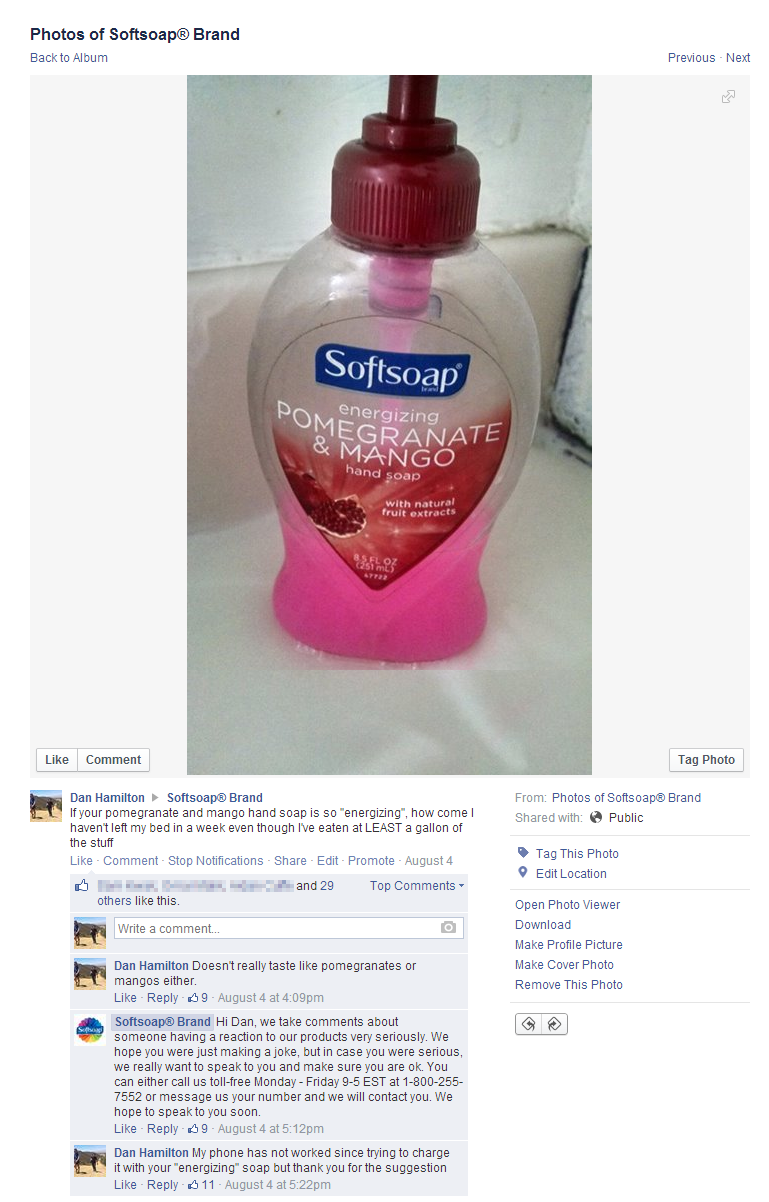 Photos of Softsoap® Brand
Back to Album
Previous · Next
Softsoap®
brand
energizing
POMEGRANATE
& MANGO
hand soap
with natural
fruit extracts
8.5 FL OZ
(251 mL)
47722
Like Comment
Tag Photo
Dan Hamilton ▶ Softsoap® Brand
If your pomegranate and mango hand soap is so "energizing", how come I
haven't left my bed in a week even though I've eaten at LEAST a gallon of
the stuff
Like · Comment · Stop Notifications · Share · Edit · Promote · August 4
and 29
others like this.
Top Comments
Write a comment...
Dan Hamilton Doesn't really taste like pomegranates or
mangos either.
Like · Reply · 9 · August 4 at 4:09pm
Softsoap
Softsoap® Brand Hi Dan, we take comments about
someone having a reaction to our products very seriously. We
hope you were just making a joke, but in case you were serious,
we really want to speak to you and make sure you are ok. You
can either call us toll-free Monday - Friday 9-5 EST at 1-800-255-
7552 or message us your number and we will contact you. We
hope to speak to you soon.
Like · Reply · 9 · August 4 at 5:12pm
Dan Hamilton My phone has not worked since trying to charge
it with your "energizing" soap but thank you for the suggestion
Like · Reply · 11 · August 4 at 5:22pm
From: Photos of Softsoap® Brand
Shared with: Public
Tag This Photo
Edit Location
Open Photo Viewer
Download
Make Profile Picture
Make Cover Photo
Remove This Photo